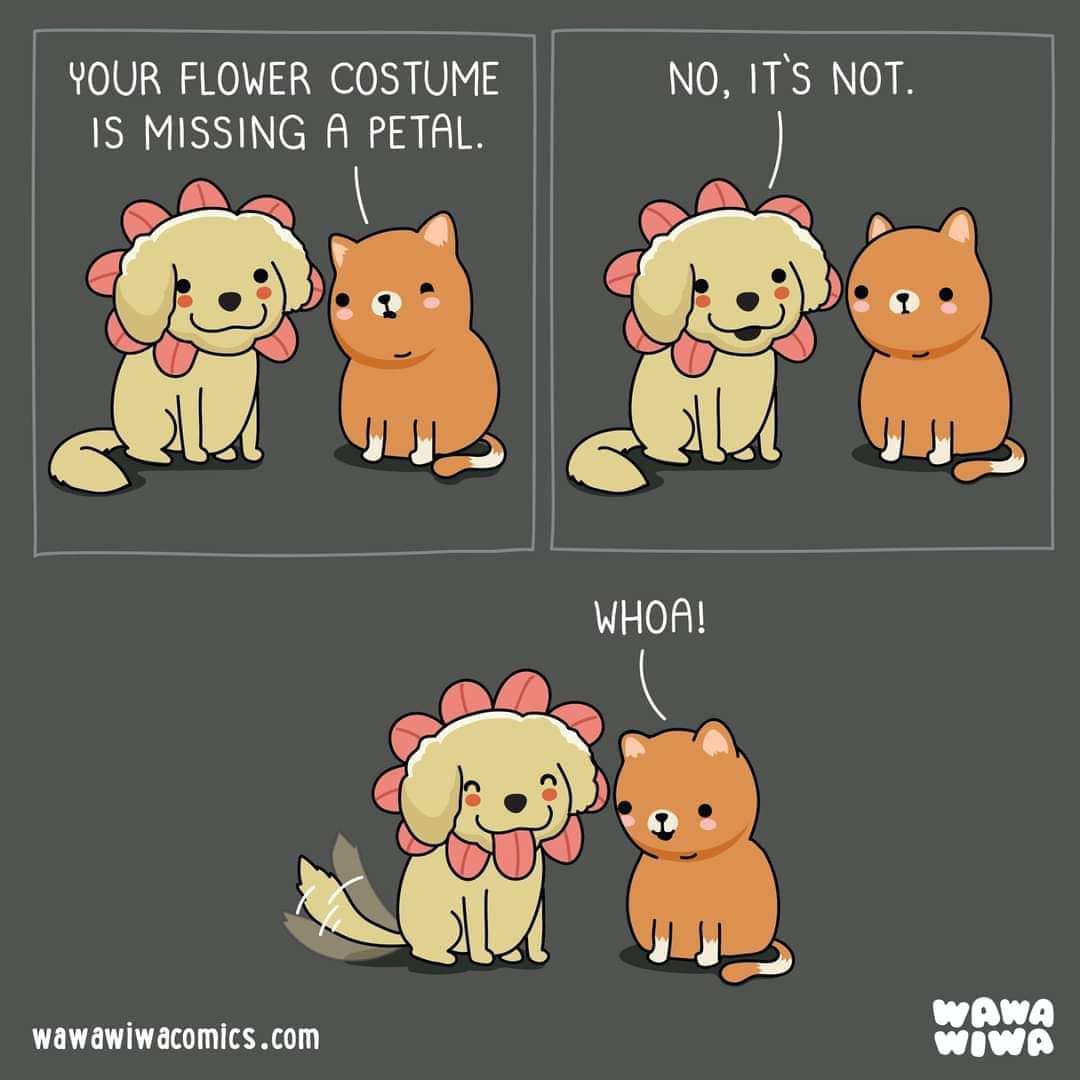 YOUR FLOWER COSTUME
IS MISSING A PETAL.
NO, IT'S NOT.
WHOA!
wawawiwacomics.com
WAWA
WIWA